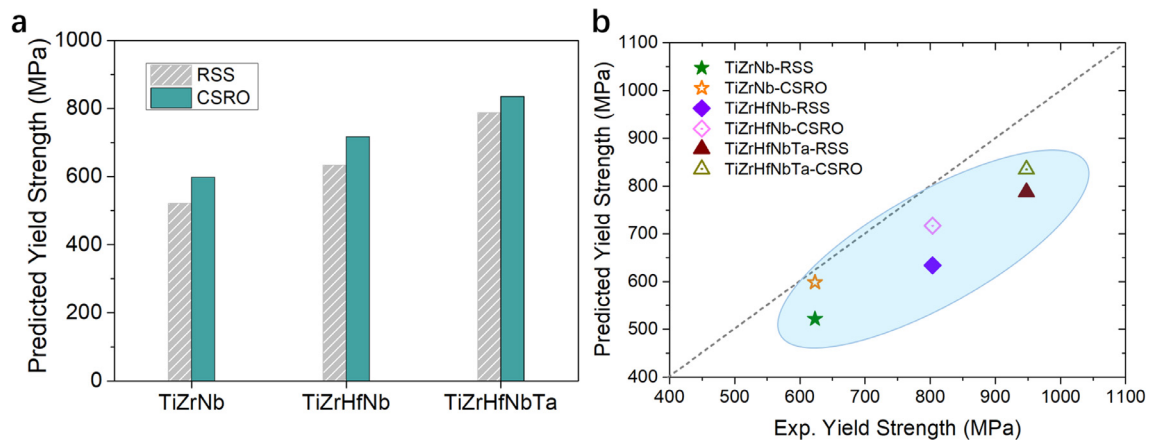 a
Predicted Yield Strength (MPa)
1000
800
600
400
200
0
RSS
CSRO
TiZrNb
TiZrHfNb
TiZrHfNbTa
b
Predicted Yield Strength (MPa)
1100
1000
900
800
700
600
500
400
TiZrNb-RSS
TiZrNb-CSRO
TiZrHfNb-RSS
TiZrHfNb-CSRO
TiZrHfNbTa-RSS
TiZrHfNbTa-CSRO
400 500 600 700 800 900 1000 1100
Exp. Yield Strength (MPa)